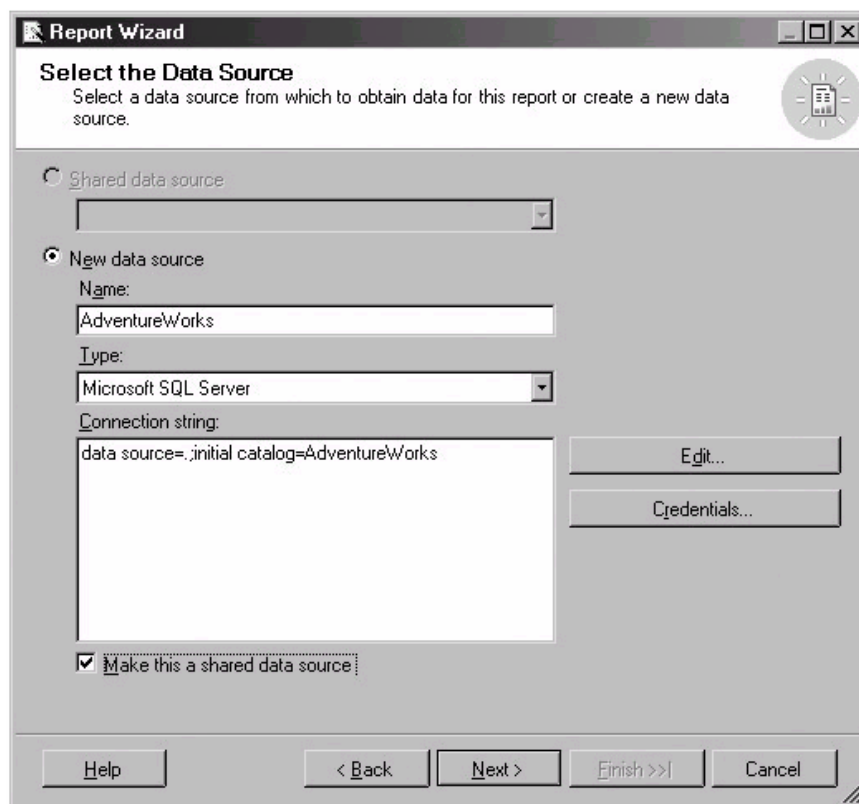 Report Wizard
Select the Data Source
Select a data source from which to obtain data for this report or create a new data
source.
Shared data source
New data source
Name:
AdventureWorks
Type:
Microsoft SQL Server
Connection string:
data source=.;initial catalog=AdventureWorks
Edit...
Credentials...
Make this a shared data source
Help
< Back
Next >
Finish >>|
Cancel